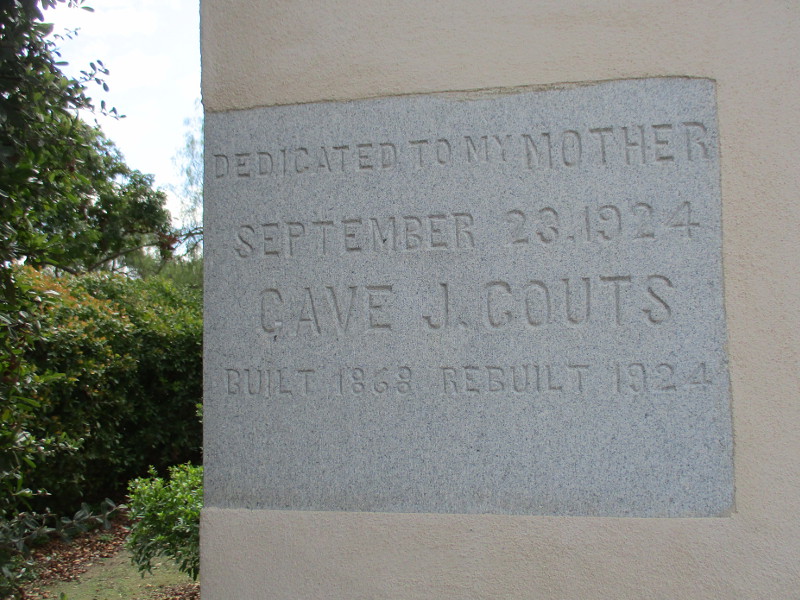 DEDICATED TO MY MOTHER
SEPTEMBER 23, 1924
CAVE J. COUTS
BUILT 1868 REBUILT 1924